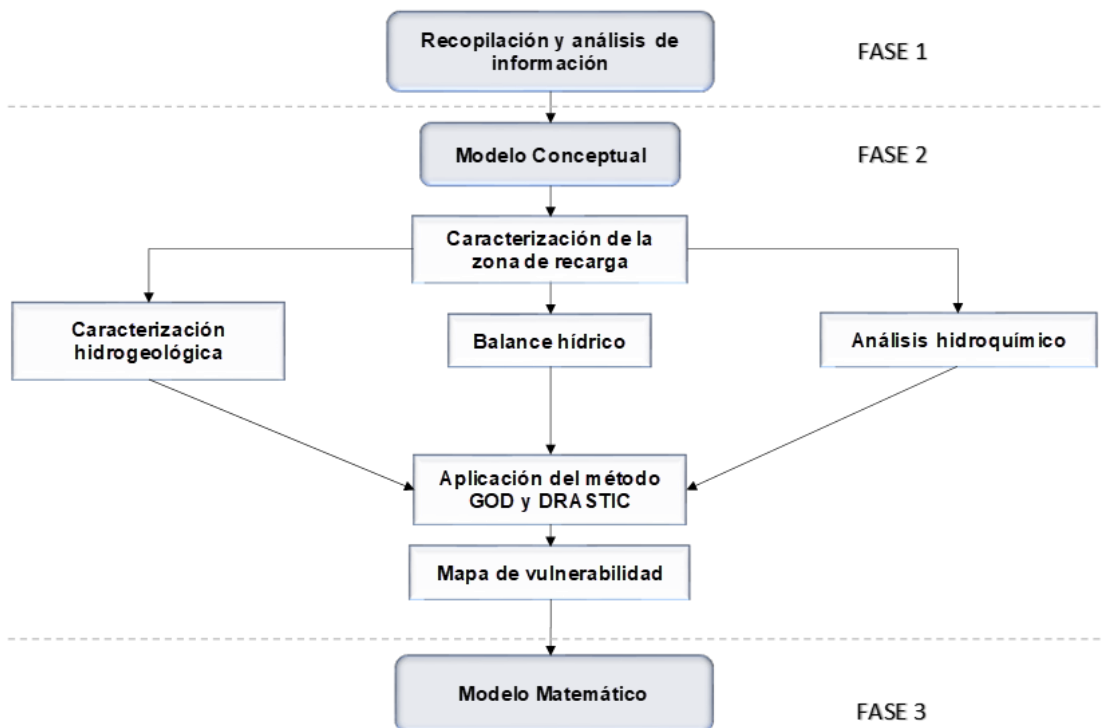 Recopilación y análisis de
información
FASE 1
Modelo Conceptual
FASE 2
Caracterización de la
zona de recarga
Caracterización
hidrogeológica
Balance hídrico
Análisis hidroquímico
Aplicación del método
GOD y DRASTIC
Mapa de vulnerabilidad
Modelo Matemático
FASE 3